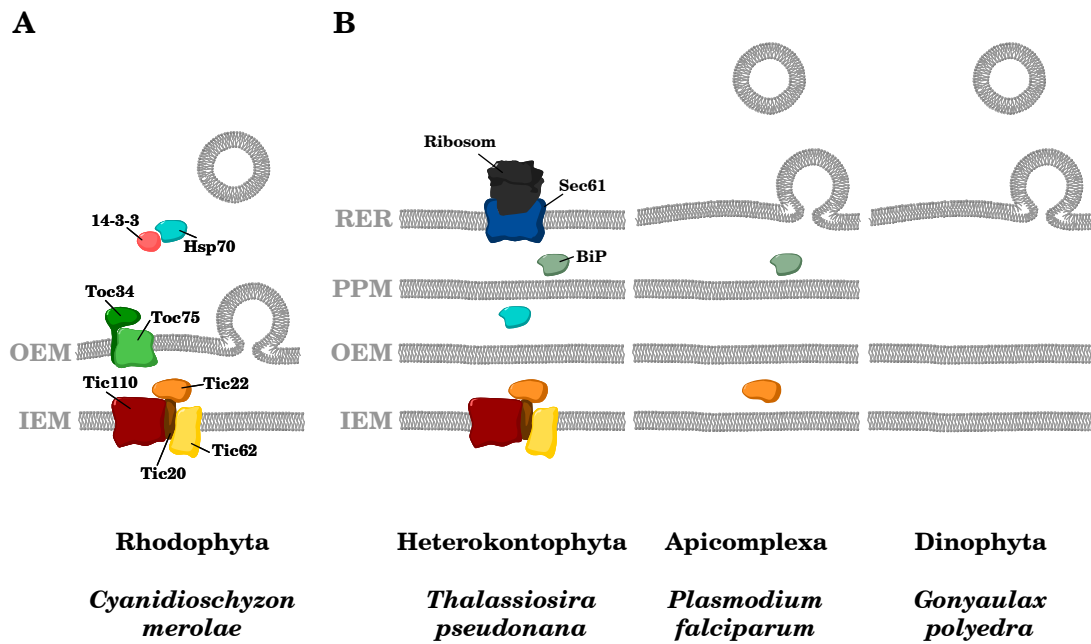 A
B
Ribosom
Sec61
14-3-3
Hsp70
RER
BiP
PPM
Toc34
Toc75
OEM
OEM
Tic110
Tic22
IEM
IEM
Tic62
Tic20
Rhodophyta
Heterokontophyta
Apicomplexa
Dinophyta
Cyanidioschyzon
merolae
Thalassiosira
pseudonana
Plasmodium
falciparum
Gonyaulax
polyedra